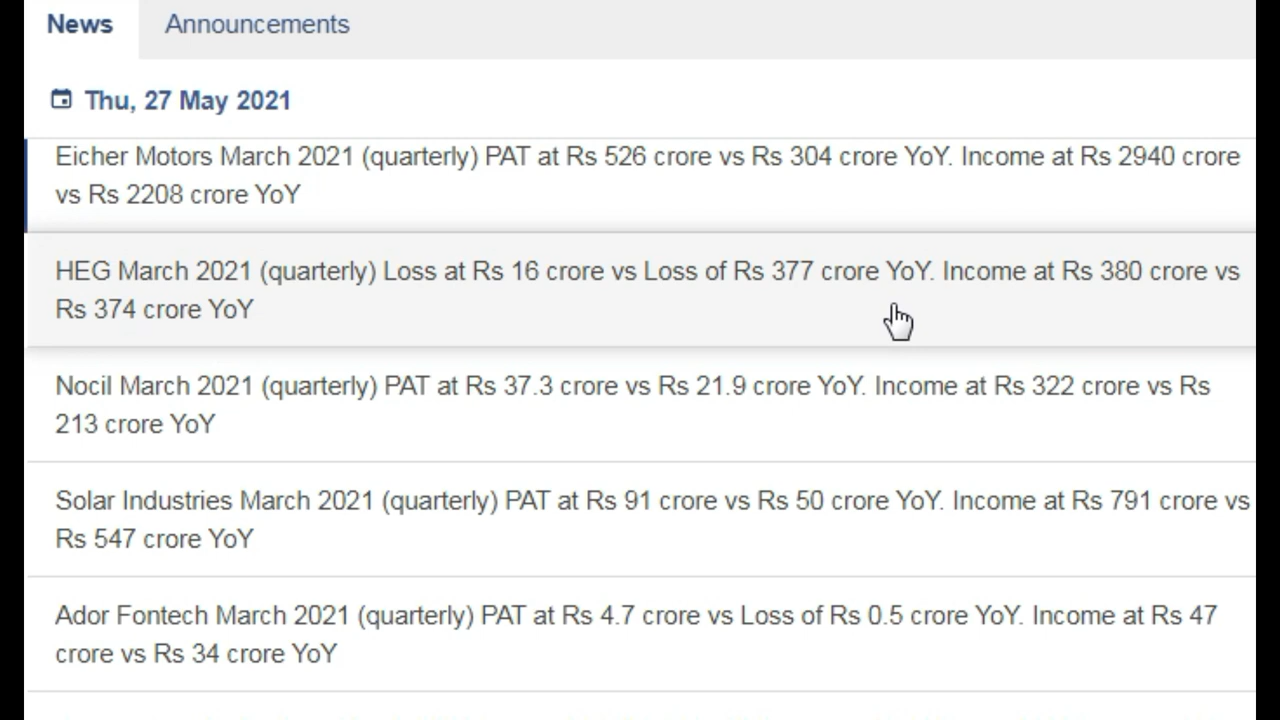 News Announcements
Thu, 27 May 2021
Eicher Motors March 2021 (quarterly) PAT at Rs 526 crore vs Rs 304 crore YoY. Income at Rs 2940 crore
vs Rs 2208 crore YoY
HEG March 2021 (quarterly) Loss at Rs 16 crore vs Loss of Rs 377 crore YoY. Income at Rs 380 crore vs
Rs 374 crore YoY
Nocil March 2021 (quarterly) PAT at Rs 37.3 crore vs Rs 21.9 crore YoY. Income at Rs 322 crore vs Rs
213 crore YoY
Solar Industries March 2021 (quarterly) PAT at Rs 91 crore vs Rs 50 crore YoY. Income at Rs 791 crore vs
Rs 547 crore YoY
Ador Fontech March 2021 (quarterly) PAT at Rs 4.7 crore vs Loss of Rs 0.5 crore YoY. Income at Rs 47
crore vs Rs 34 crore YoY